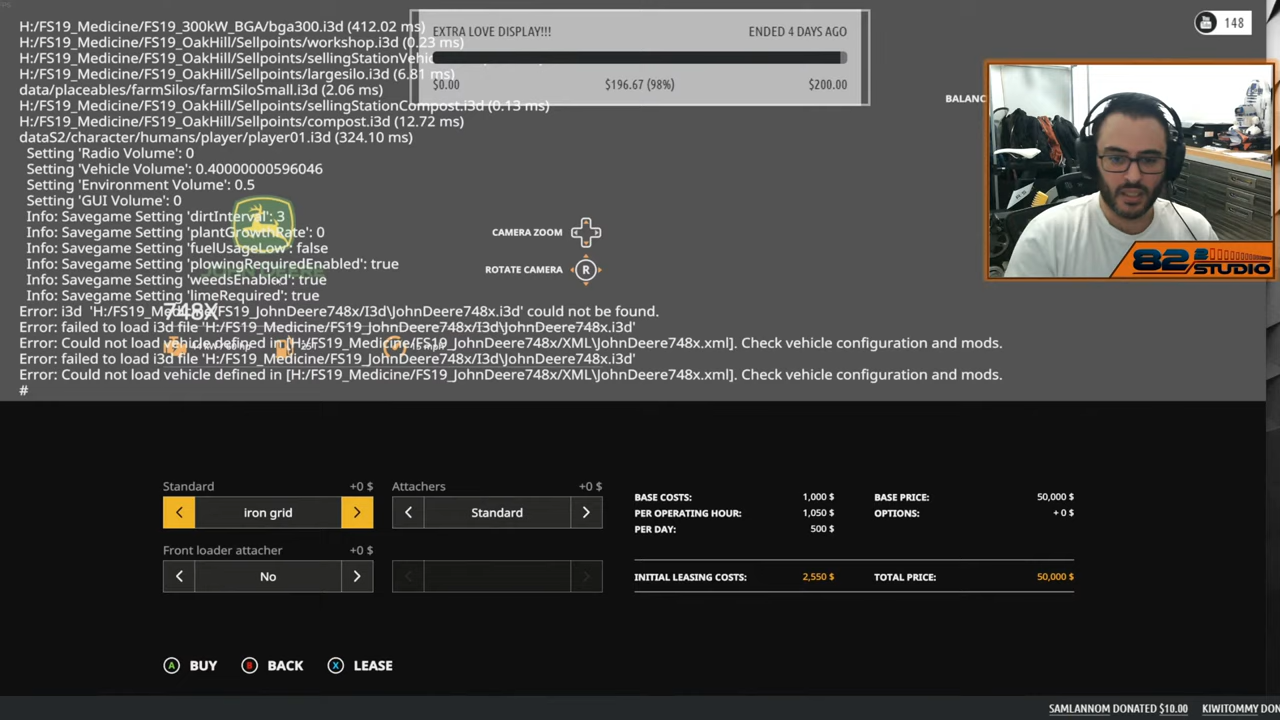 H:/FS19_Medicine/FS19_300kW_BGA/bga300.i3d (412.02 ms)
H:/FS19_Medicine/FS19_OakHill/Sellpoints/workshop.i3d (0.23 ms)
H:/FS19_Medicine/FS19_OakHill/Sellpoints/sellingStationVehic
H:/FS19_Medicine/FS19_OakHill/Sellpoints/largesilo.i3d (6.81 ms)
data/placeables/farmSilos/farmSiloSmall.i3d (2.06 ms)
H:/FS19_Medicine/FS19_OakHill/Sellpoints/sellingStationCompost.i3d (0.13 ms)
H:/FS19_Medicine/FS19_OakHill/Sellpoints/compost.i3d (12.72 ms)
dataS2/character/humans/player/player01.i3d (324.10 ms)
Setting 'Radio Volume': 0
Setting 'Vehicle Volume': 0.40000000596046
Setting 'Environment Volume': 0.5
Setting 'GUI Volume': 0
Info: Savegame Setting 'dirtInterval': 3
Info: Savegame Setting 'plantGrowthRate': 0
Info: Savegame Setting 'fuelUsageLow': false
Info: Savegame Setting 'plowingRequiredEnabled': true
Info: Savegame Setting 'weedsEnabled': true
Info: Savegame Setting 'limeRequired': true
Error: i3d 'H:/FS19_Medicine/FS19_JohnDeere748x/I3d\JohnDeere748x.i3d' could not be found.
Error: failed to load i3d file 'H:/FS19_Medicine/FS19_JohnDeere748x/I3d\JohnDeere748x.i3d'
Error: Could not load vehicle defined in [H:/FS19_Medicine/FS19_JohnDeere748x/XML\JohnDeere748x.xml]. Check vehicle configuration and mods.
Error: failed to load i3d file 'H:/FS19_Medicine/FS19_JohnDeere748x/I3d\JohnDeere748x.i3d'
Error: Could not load vehicle defined in [H:/FS19_Medicine/FS19_JohnDeere748x/XML\JohnDeere748x.xml]. Check vehicle configuration and mods.
#
EXTRA LOVE DISPLAY!!! ENDED 4 DAYS AGO
$0.00 $196.67 (98%) $200.00
148
BALANC
82 STUDIO
JOHN DEERE
748X
CAMERA ZOOM
ROTATE CAMERA R
Standard +0 $
iron grid
Attachers +0 $
Standard
Front loader attacher +0 $
No
BASE COSTS: 1,000 $
PER OPERATING HOUR: 1,050 $
PER DAY: 500 $
BASE PRICE: 50,000 $
OPTIONS: + 0 $
INITIAL LEASING COSTS: 2,550 $
TOTAL PRICE: 50,000 $
A BUY B BACK X LEASE
SAMLANNOM DONATED $10.00 KIWITOMMY DON